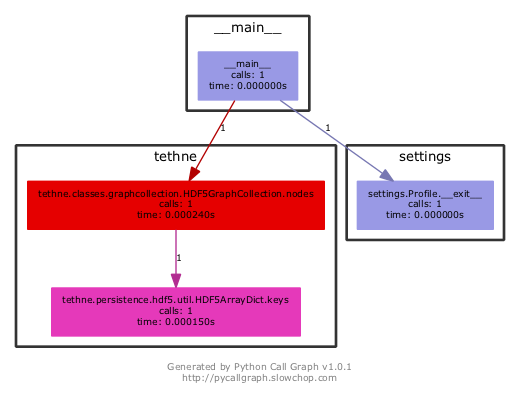 __main__
__main__
calls: 1
time: 0.000000s
1
1
tethne
settings
tethne.classes.graphcollection.HDF5GraphCollection.nodes
calls: 1
time: 0.000240s
settings.Profile.__exit__
calls: 1
time: 0.000000s
1
tethne.persistence.hdf5.util.HDF5ArrayDict.keys
calls: 1
time: 0.000150s
Generated by Python Call Graph v1.0.1
http://pycallgraph.slowchop.com